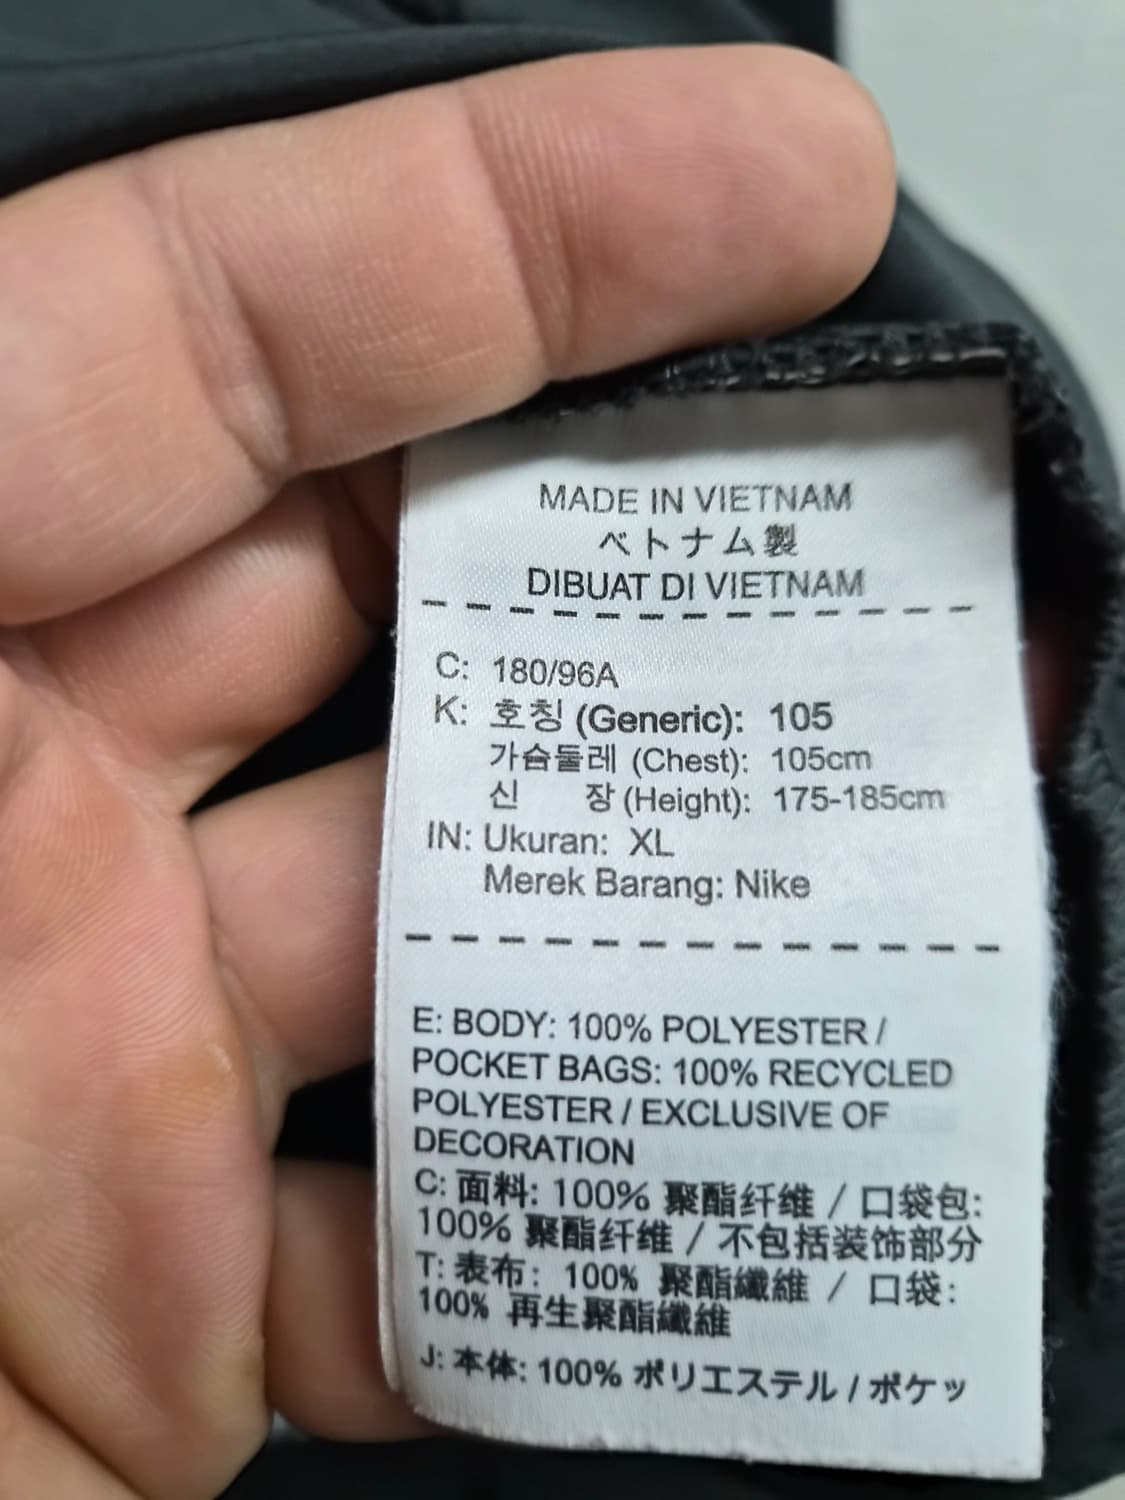 MADE IN VIETNAM
ベトナム製
DIBUAT DI VIETNAM
C: 180/96A
K: 호칭 (Generic): 105
가슴둘레 (Chest): 105cm
신 장 (Height): 175-185cm
IN: Ukuran: XL
Merek Barang: Nike
E: BODY: 100% POLYESTER /
POCKET BAGS: 100% RECYCLED
POLYESTER / EXCLUSIVE OF
DECORATION
C: 面料: 100% 聚酯纤维 / 口袋包:
100% 聚酯纤维 / 不包括装饰部分
T: 表布: 100% 聚酯纖維 / 口袋:
100% 再生聚酯纖維
J: 本体: 100% ポリエステル / ポケッ